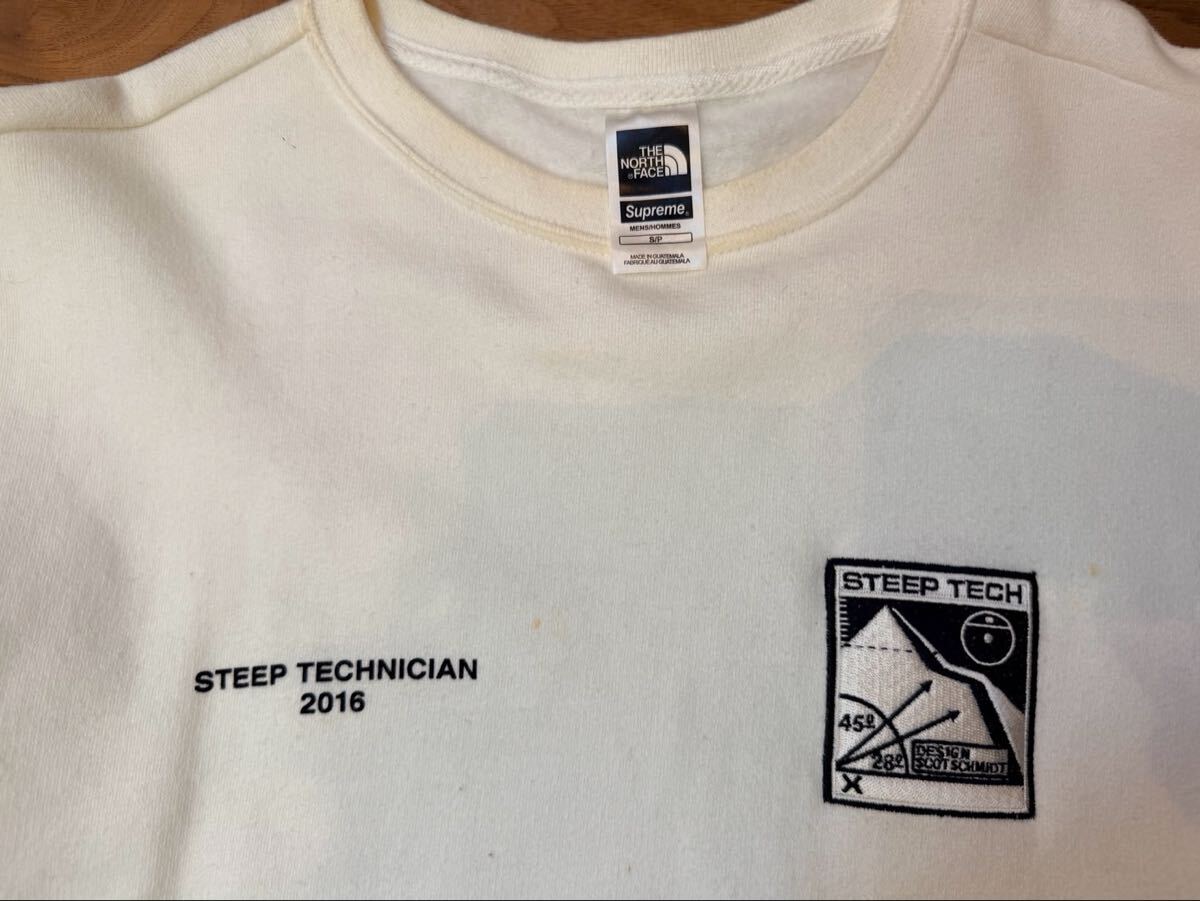 THE
NORTH
FACE
Supreme®
MENS/HOMMES
S/P
MADE IN GUATEMALA
FABRIQUÉ AU GUATEMALA
STEEP TECHNICIAN
2016
STEEP TECH
45º
28º
DESIGN
SCOT SCHMIDT
X